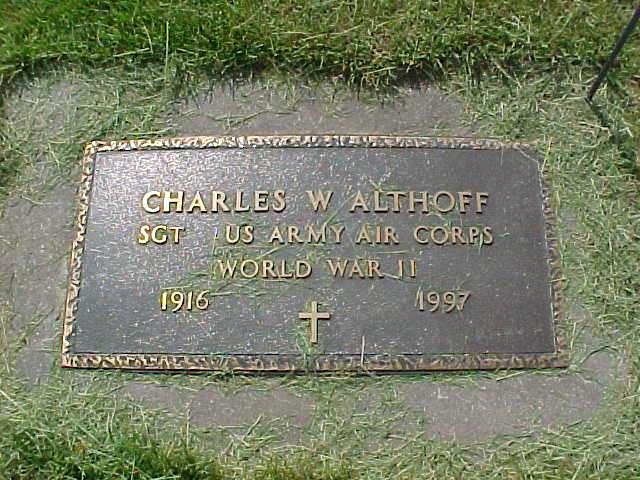 CHARLES W ALTHOFF
SGT US ARMY AIR CORPS
WORLD WAR II
1916 1997